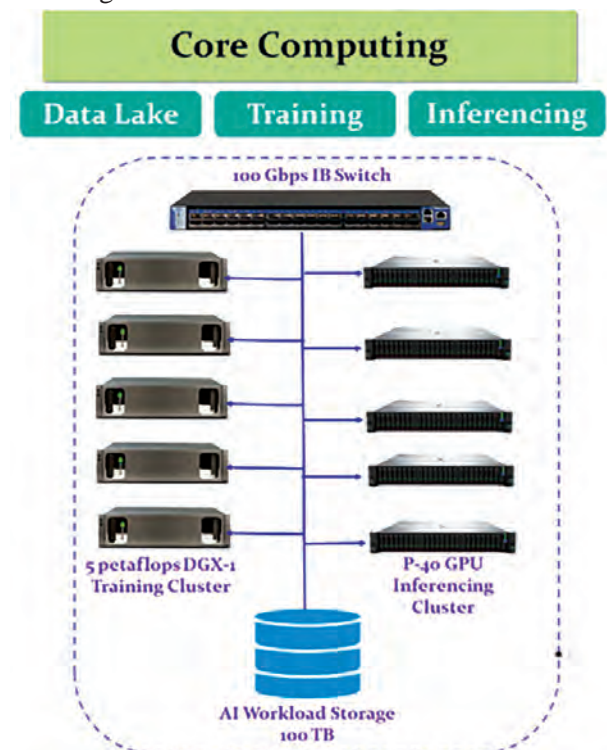 Core Computing
Data Lake
Training
Inferencing
100 Gbps IB Switch
5 petaflops DGX-1
Training Cluster
P-40 GPU
Inferencing
Cluster
AI Workload Storage
100 TB